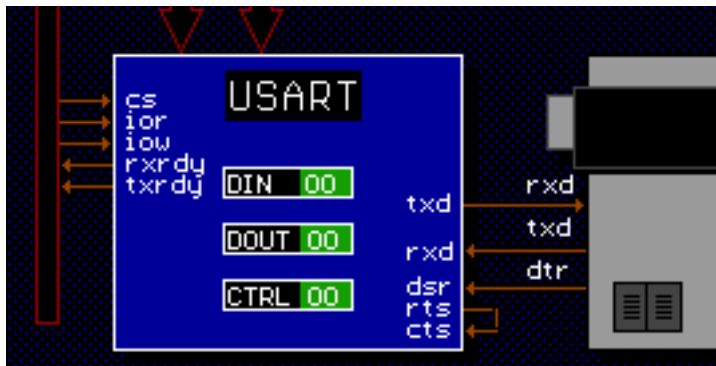 USART
cs
ior
iow
rxrdy
txrdy
DIN 00
DOUT 00
CTRL 00
txd
rxd
dsr
rts
cts
rxd
txd
dtr